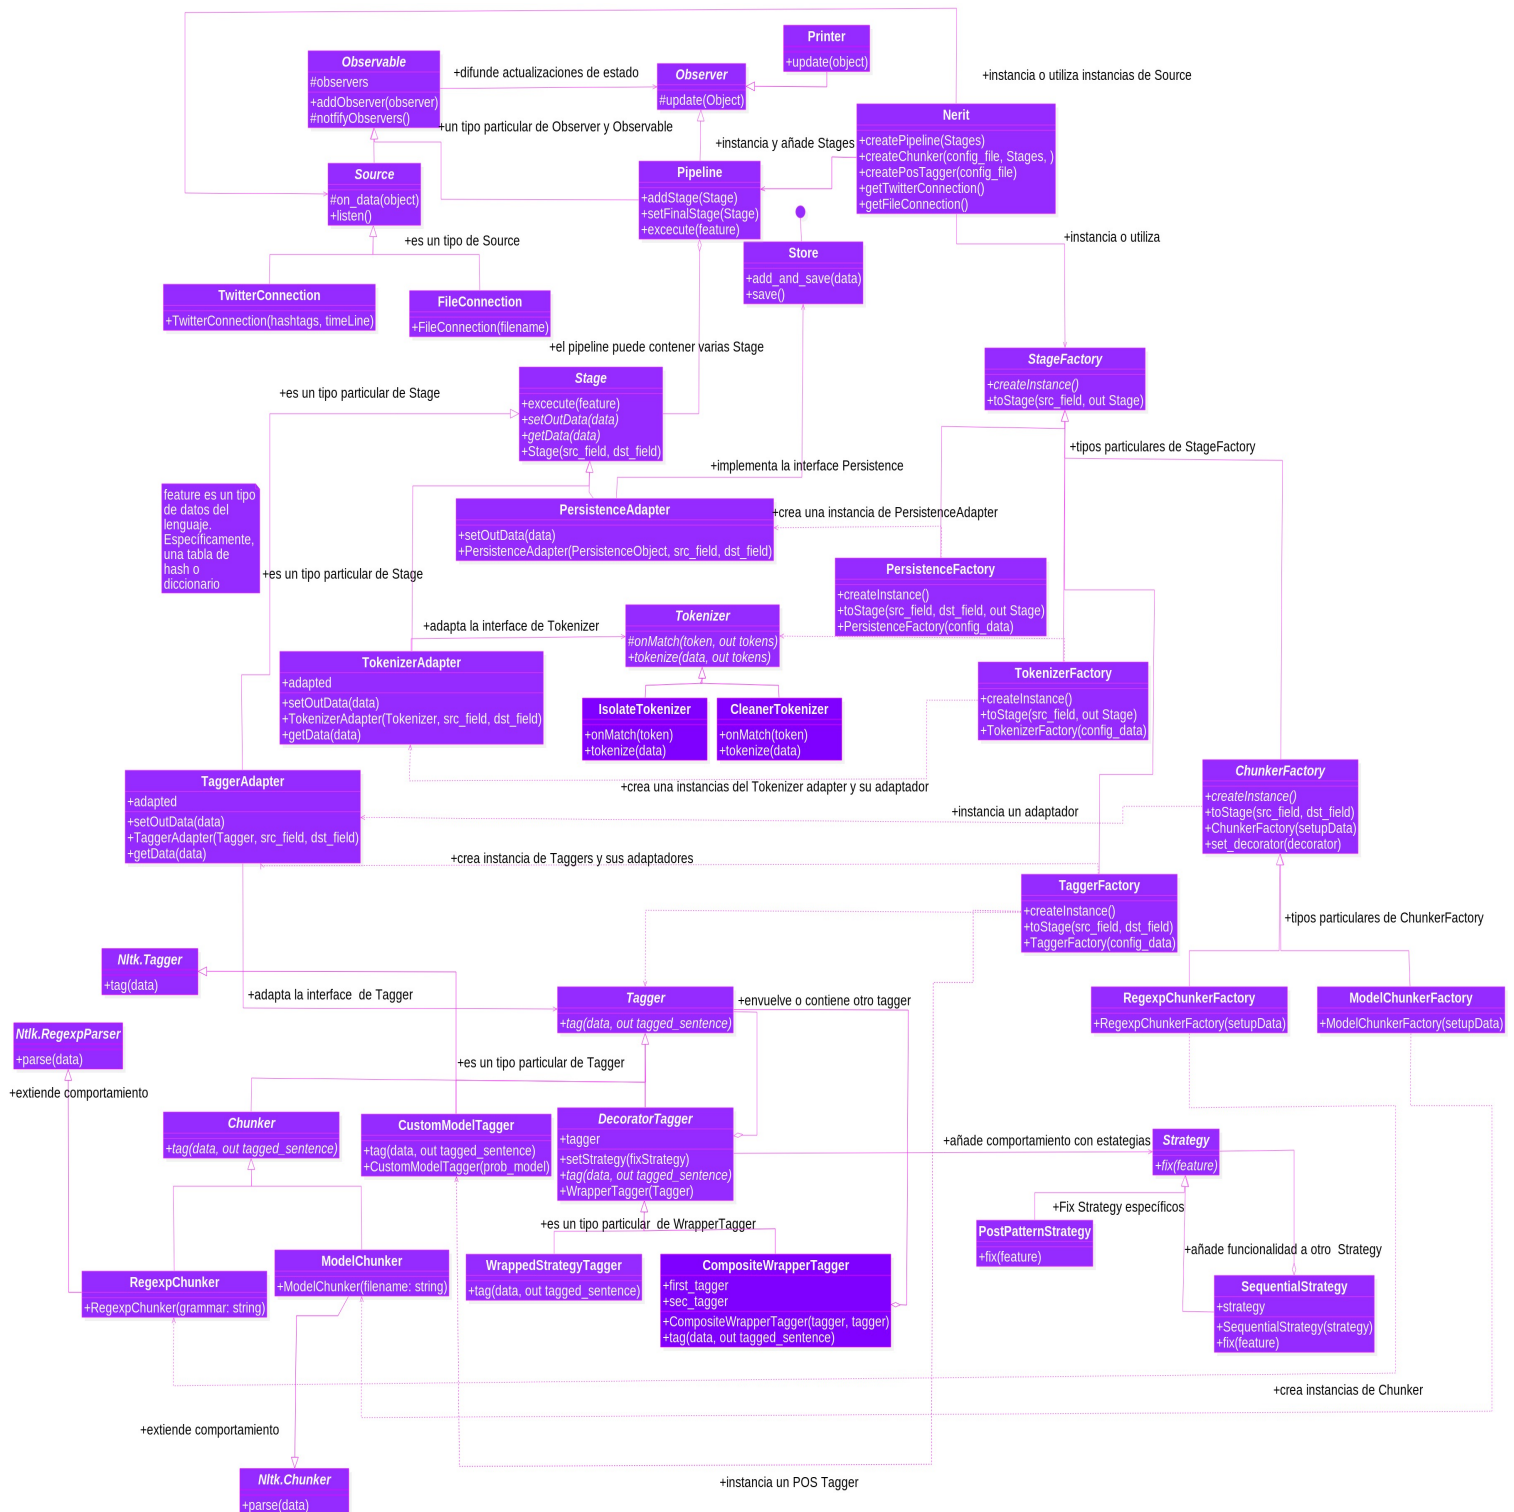 Printer
+update(object)
Observable
#observers
+addObserver(observer)
#notfifyObservers()
+difunde actualizaciones de estado
Observer
#update(Object)
+instancia o utiliza instancias de Source
Nerit
+createPipeline(Stages)
+createChunker(config_file, Stages, )
+createPosTagger(config_file)
+getTwitterConnection()
+getFileConnection()
+un tipo particular de Observer y Observable
+instancia y añade Stages
Source
#on_data(object)
+listen()
Pipeline
+addStage(Stage)
+setFinalStage(Stage)
+excecute(feature)
+es un tipo de Source
+instancia o utiliza
Store
+add_and_save(data)
+save()
TwitterConnection
+TwitterConnection(hashtags, timeLine)
FileConnection
+FileConnection(filename)
+el pipeline puede contener varias Stage
StageFactory
+createInstance()
+toStage(src_field, out Stage)
+es un tipo particular de Stage
Stage
+excecute(feature)
+setOutData(data)
+getData(data)
+Stage(src_field, dst_field)
+tipos particulares de StageFactory
+implementa la interface Persistence
feature es un tipo
de datos del
lenguaje.
Específicamente,
una tabla de
hash o
diccionario
PersistenceAdapter
+setOutData(data)
+PersistenceAdapter(PersistenceObject, src_field, dst_field)
+crea una instancia de PersistenceAdapter
+es un tipo particular de Stage
PersistenceFactory
+createInstance()
+toStage(src_field, dst_field, out Stage)
+PersistenceFactory(config_data)
+adapta la interface de Tokenizer
Tokenizer
#onMatch(token, out tokens)
+tokenize(data, out tokens)
TokenizerAdapter
+adapted
+setOutData(data)
+TokenizerAdapter(Tokenizer, src_field, dst_field)
+getData(data)
TokenizerFactory
+createInstance()
+toStage(src_field, out Stage)
+TokenizerFactory(config_data)
IsolateTokenizer
+onMatch(token)
+tokenize(data)
CleanerTokenizer
+onMatch(token)
+tokenize(data)
+crea una instancias del Tokenizer adapter y su adaptador
TaggerAdapter
+adapted
+setOutData(data)
+TaggerAdapter(Tagger, src_field, dst_field)
+getData(data)
+instancia un adaptador
ChunkerFactory
+createInstance()
+toStage(src_field, dst_field)
+ChunkerFactory(setupData)
+set_decorator(decorator)
+crea instancia de Taggers y sus adaptadores
TaggerFactory
+createInstance()
+toStage(src_field, dst_field)
+TaggerFactory(config_data)
+tipos particulares de ChunkerFactory
Nltk.Tagger
+tag(data)
+adapta la interface de Tagger
Tagger
+tag(data, out tagged_sentence)
+envuelve o contiene otro tagger
RegexpChunkerFactory
+RegexpChunkerFactory(setupData)
ModelChunkerFactory
+ModelChunkerFactory(setupData)
Ntlk.RegexpParser
+parse(data)
+es un tipo particular de Tagger
+extiende comportamiento
Chunker
+tag(data, out tagged_sentence)
CustomModelTagger
+tag(data, out tagged_sentence)
+CustomModelTagger(prob_model)
DecoratorTagger
+tagger
+setStrategy(fixStrategy)
+tag(data, out tagged_sentence)
+WrapperTagger(Tagger)
+añade comportamiento con estategias
Strategy
+fix(feature)
+Fix Strategy específicos
+es un tipo particular de WrapperTagger
PostPatternStrategy
+fix(feature)
+añade funcionalidad a otro Strategy
RegexpChunker
+RegexpChunker(grammar: string)
ModelChunker
+ModelChunker(filename: string)
WrappedStrategyTagger
+tag(data, out tagged_sentence)
CompositeWrapperTagger
+first_tagger
+sec_tagger
+CompositeWrapperTagger(tagger, tagger)
+tag(data, out tagged_sentence)
SequentialStrategy
+strategy
+SequentialStrategy(strategy)
+fix(feature)
+crea instancias de Chunker
+extiende comportamiento
+instancia un POS Tagger
Nltk.Chunker
+parse(data)